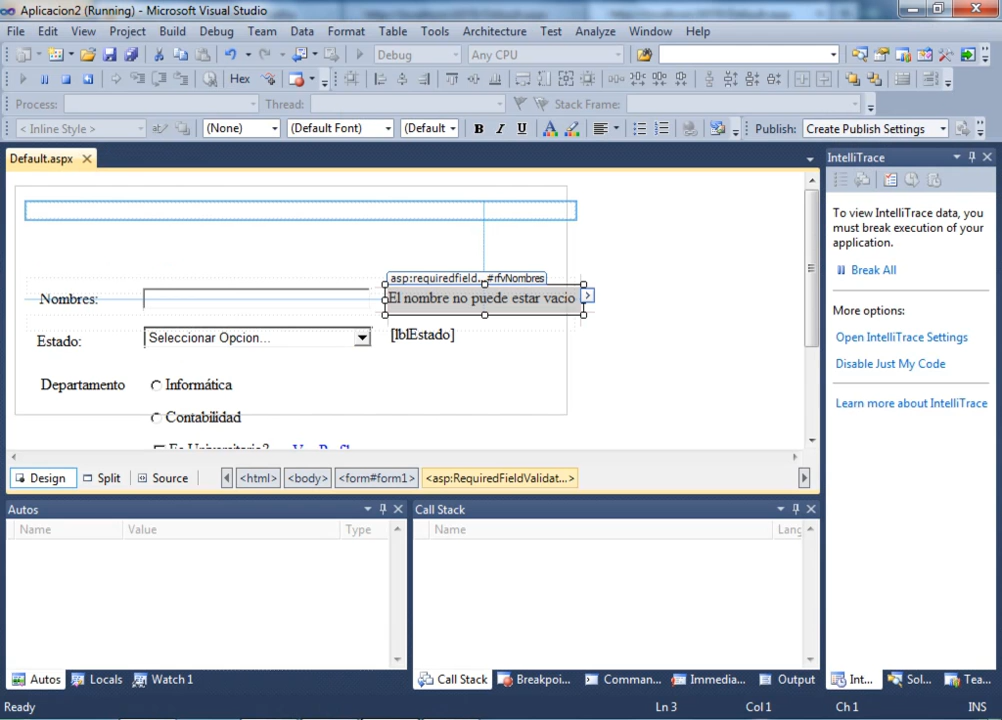 Aplicacion2 (Running) - Microsoft Visual Studio
File Edit View Project Build Debug Team Data Format Table Tools Architecture Test Analyze Window Help
Debug Any CPU
Hex
Process: Thread: Stack Frame:
< Inline Style > (None) (Default Font) (Default B I U A Publish: Create Publish Settings
Default.aspx
IntelliTrace
To view IntelliTrace data, you
must break execution of your
application.
Break All
More options:
Open IntelliTrace Settings
Disable Just My Code
Learn more about IntelliTrace
asp:requiredfield...#rfvNombres
Nombres: El nombre no puede estar vacio
Estado: Seleccionar Opcion... [lblEstado]
Departamento Informática
Contabilidad
Es Universitario?
Design Split Source <html> <body> <form#form1> <asp:RequiredFieldValidat...>
Autos
Name Value Type
Call Stack
Name Lang
Autos Locals Watch 1
Call Stack Breakpoi... Comman... Immedia... Output
Int... Sol... Tea...
Ready Ln 3 Col 1 Ch 1 INS